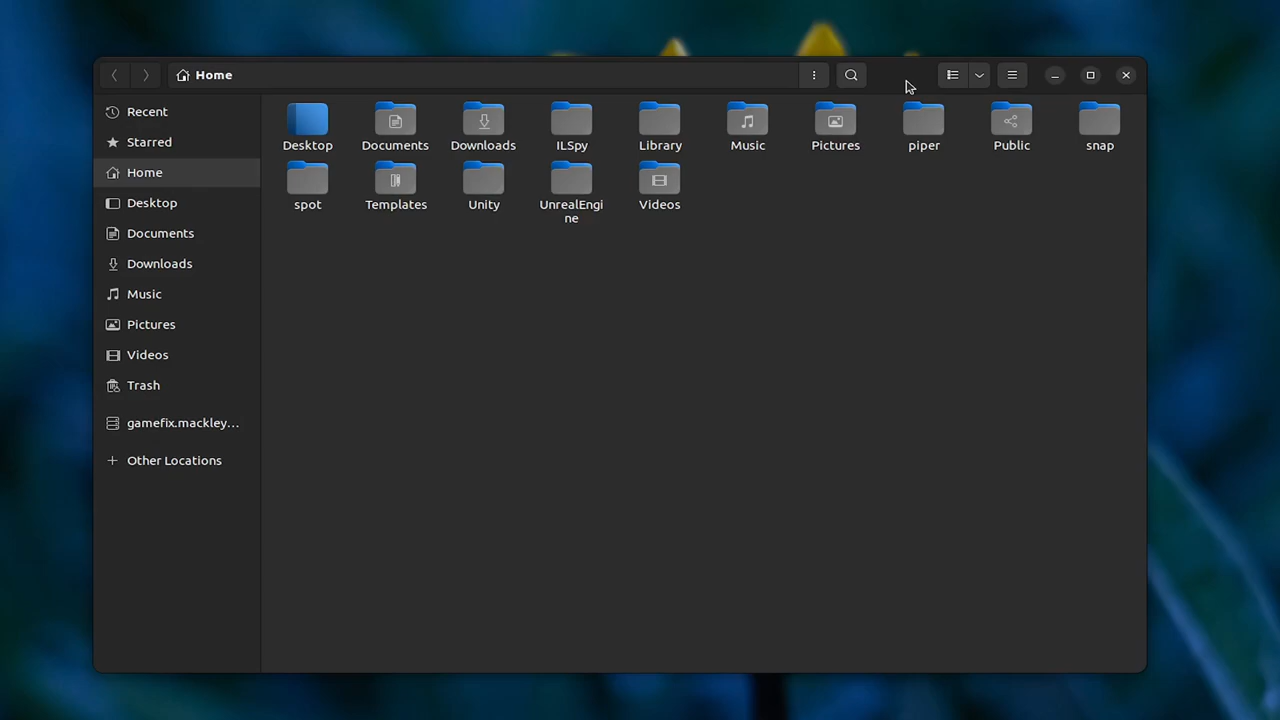 Home
Recent
Starred
Home
Desktop
Documents
Downloads
Music
Pictures
Videos
Trash
gamefix.mackley…
Other Locations
Desktop
Documents
Downloads
ILSpy
Library
Music
Pictures
piper
Public
snap
spot
Templates
Unity
UnrealEngi
ne
Videos